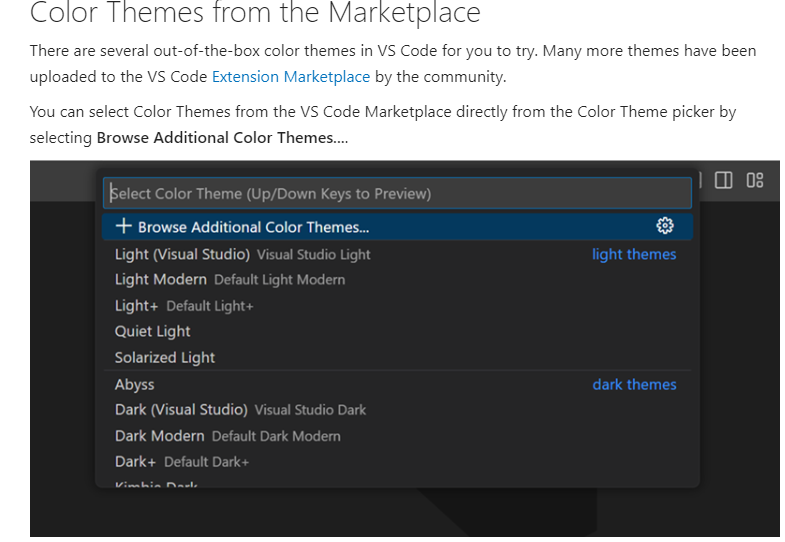 Color Themes from the Marketplace
There are several out-of-the-box color themes in VS Code for you to try. Many more themes have been
uploaded to the VS Code Extension Marketplace by the community.
You can select Color Themes from the VS Code Marketplace directly from the Color Theme picker by
selecting Browse Additional Color Themes....
Select Color Theme (Up/Down Keys to Preview)
Browse Additional Color Themes...
Light (Visual Studio) Visual Studio Light light themes
Light Modern Default Light Modern
Light+ Default Light+
Quiet Light
Solarized Light
Abyss dark themes
Dark (Visual Studio) Visual Studio Dark
Dark Modern Default Dark Modern
Dark+ Default Dark+
Kimbie Dark